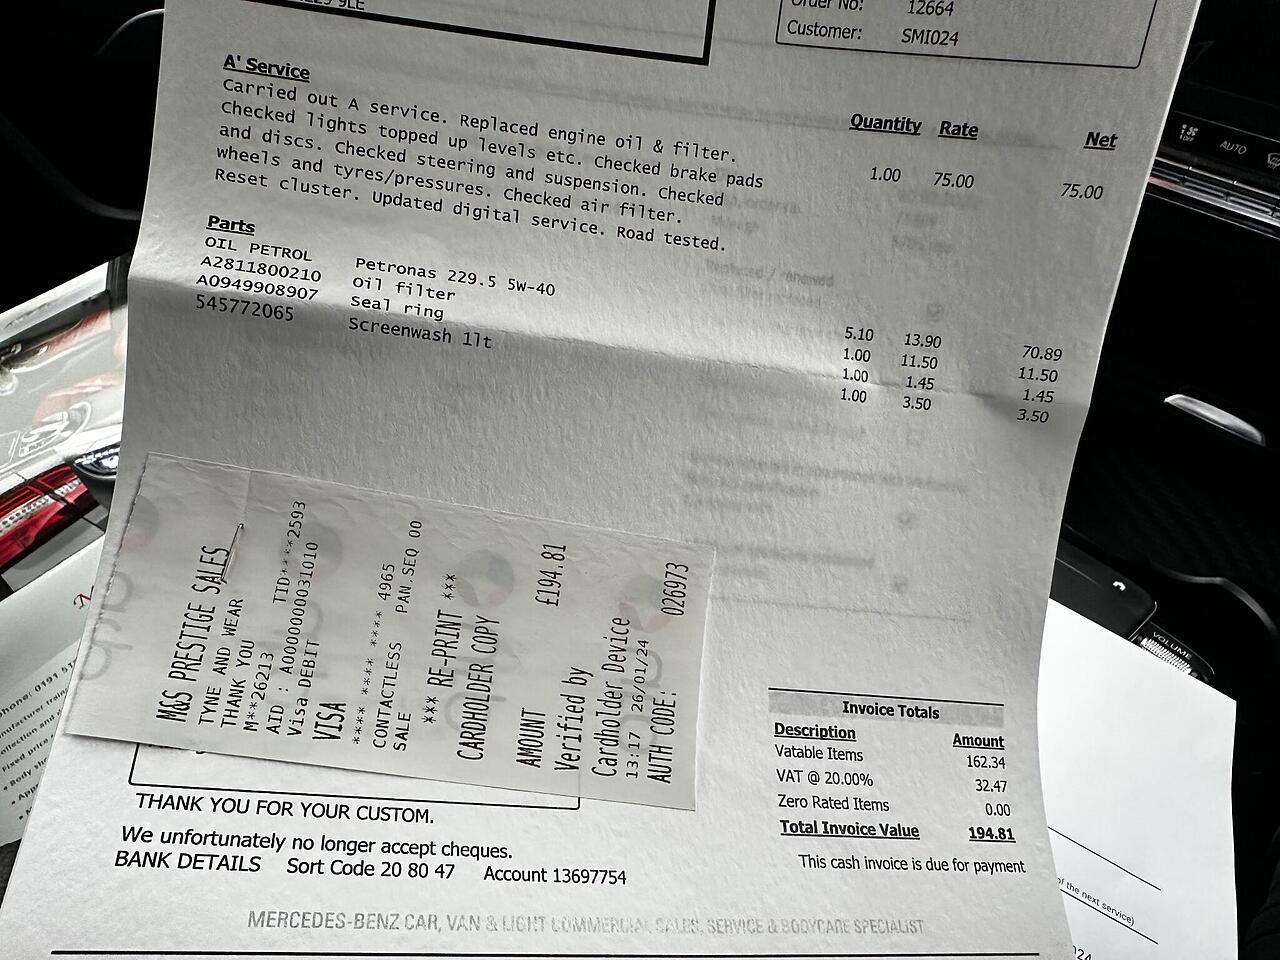 Order No: 12664
Customer: SMI024
A' Service
Quantity Rate Net
Carried out A service. Replaced engine oil & filter.
Checked lights topped up levels etc. Checked brake pads
and discs. Checked steering and suspension. Checked
wheels and tyres/pressures. Checked air filter.
Reset cluster. Updated digital service. Road tested.
1.00 75.00 75.00
Parts
OIL PETROL Petronas 229.5 5W-40 5.10 13.90 70.89
A2811800210 Oil filter 1.00 11.50 11.50
A0949908907 Seal ring 1.00 1.45 1.45
545772065 Screenwash 1lt 1.00 3.50 3.50
M&S PRESTIGE SALES
TYNE AND WEAR
THANK YOU
M**26213 TID****2593
AID : A0000000031010
Visa DEBIT
VISA
**** **** **** 4965
CONTACTLESS PAN.SEQ 00
SALE
*** RE-PRINT ***
CARDHOLDER COPY
AMOUNT £194.81
Verified by
Cardholder Device
13:17 26/01/24
AUTH CODE: 026973
Invoice Totals
Description Amount
Vatable Items 162.34
VAT @ 20.00% 32.47
Zero Rated Items 0.00
Total Invoice Value 194.81
This cash invoice is due for payment
THANK YOU FOR YOUR CUSTOM.
We unfortunately no longer accept cheques.
BANK DETAILS Sort Code 20 80 47 Account 13697754
MERCEDES-BENZ CAR, VAN & LIGHT COMMERCIAL SALES, SERVICE & BODYCARE SPECIALIST
of the next service)
AUTO
OFF
VOLUME